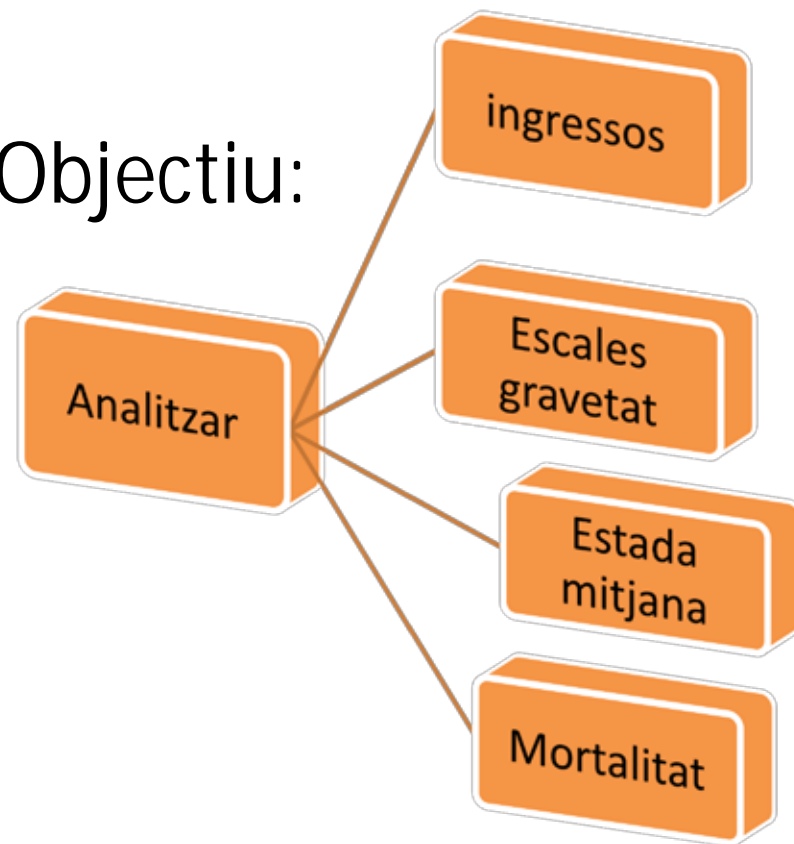 Objectiu:
Analitzar
ingressos
Escales
gravetat
Estada
mitjana
Mortalitat